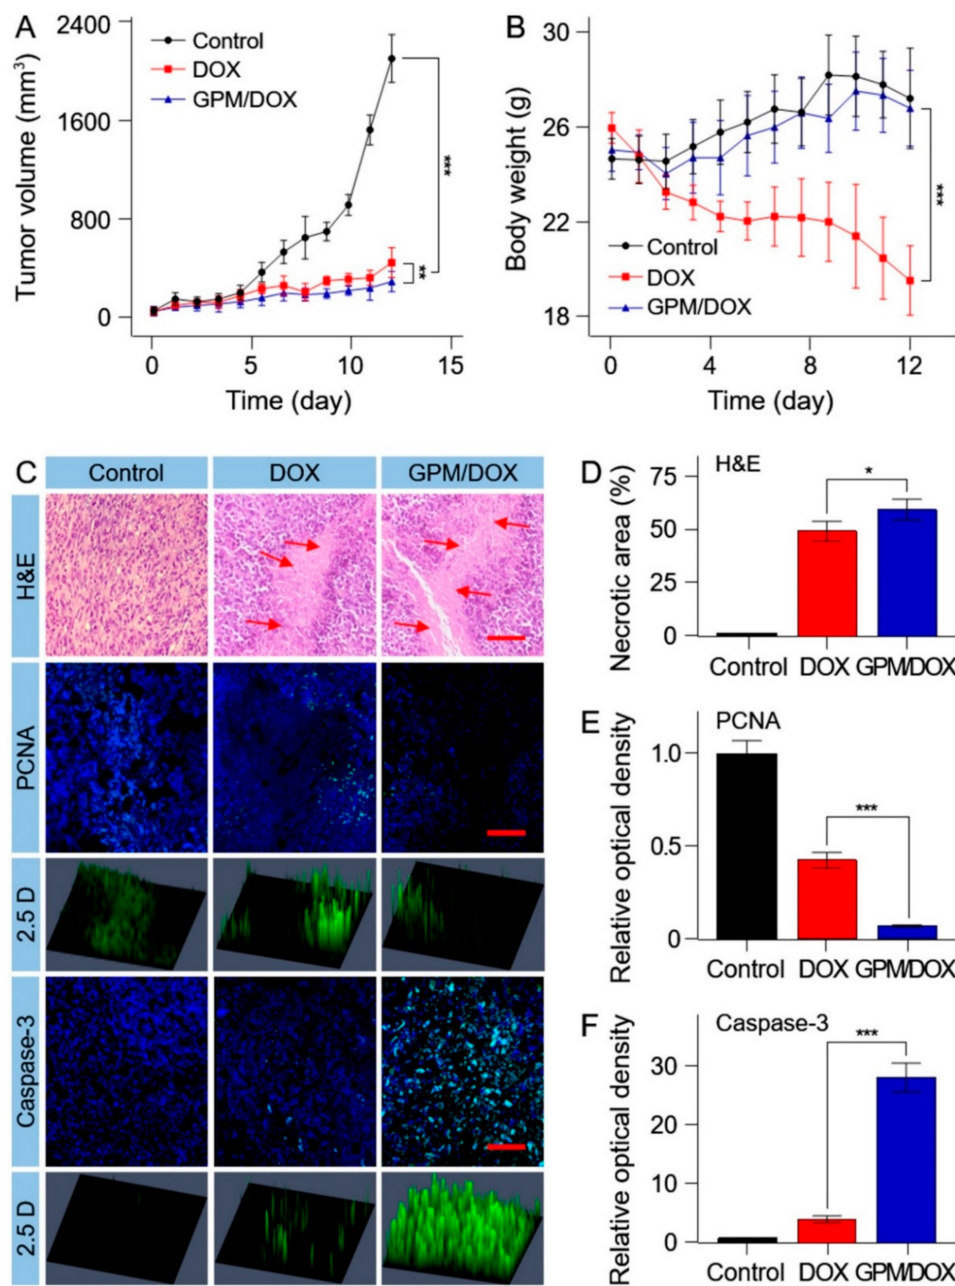 A
2400
1600
800
0
Tumor volume (mm³)
Control
DOX
GPM/DOX
***
**
0
5
10
15
Time (day)
B
30
26
22
18
Body weight (g)
Control
DOX
GPM/DOX
***
0
4
8
12
Time (day)
C
Control
DOX
GPM/DOX
H&E
PCNA
2.5 D
Caspase-3
2.5 D
D
H&E
Necrotic area (%)
75
50
25
0
*
Control
DOX
GPM/DOX
E
PCNA
Relative optical density
1.0
0.5
0
***
Control
DOX
GPM/DOX
F
Caspase-3
Relative optical density
30
20
10
0
***
Control
DOX
GPM/DOX